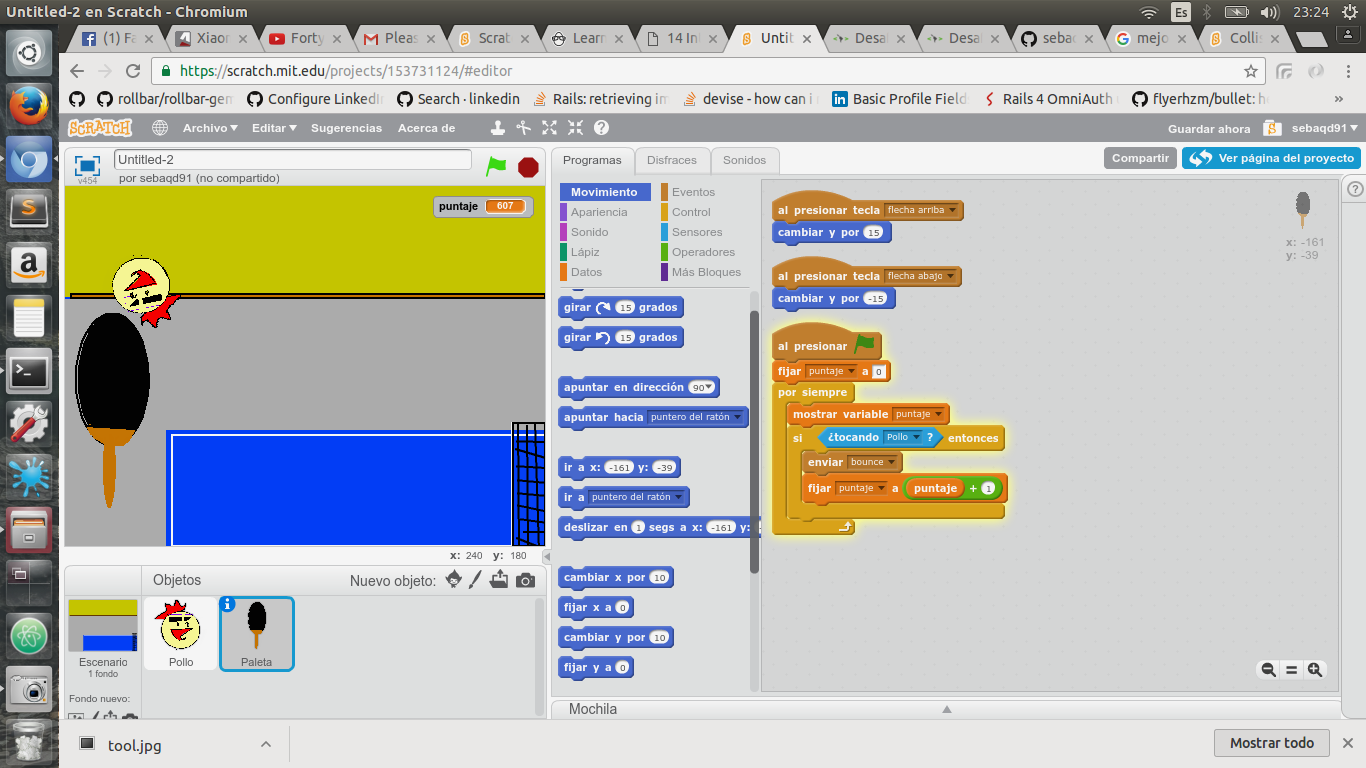 Untitled-2 en Scratch - Chromium
Es
23:24
(1) Fa
Xiaor
Forty
Pleas
Scrat
Learn
14 In
Untit
Desal
Desal
sebac
mejo
Collis
https://scratch.mit.edu/projects/153731124/#editor
rollbar/rollbar-gem
Configure LinkedI
Search · linkedin
Rails: retrieving im
devise - how can i
Basic Profile Field
Rails 4 OmniAuth
flyerhzm/bullet: he
»
SCRATCH
Archivo
Editar
Sugerencias
Acerca de
Guardar ahora
sebaqd91
v454
Untitled-2
por sebaqd91 (no compartido)
Programas
Disfraces
Sonidos
Compartir
Ver página del proyecto
puntaje 607
Movimiento
Apariencia
Sonido
Lápiz
Datos
Eventos
Control
Sensores
Operadores
Más Bloques
girar 15 grados
girar 15 grados
apuntar en dirección 90
apuntar hacia puntero del ratón
ir a x: -161 y: -39
ir a puntero del ratón
deslizar en 1 segs a x: -161 y:
cambiar x por 10
fijar x a 0
cambiar y por 10
fijar y a 0
al presionar tecla flecha arriba
cambiar y por 15
al presionar tecla flecha abajo
cambiar y por -15
al presionar
fijar puntaje a 0
por siempre
mostrar variable puntaje
si ¿tocando Pollo ? entonces
enviar bounce
fijar puntaje a puntaje + 1
x: -161
y: -39
x: 240 y: 180
Objetos
Nuevo objeto:
Escenario
1 fondo
Fondo nuevo:
Pollo
Paleta
Mochila
tool.jpg
Mostrar todo